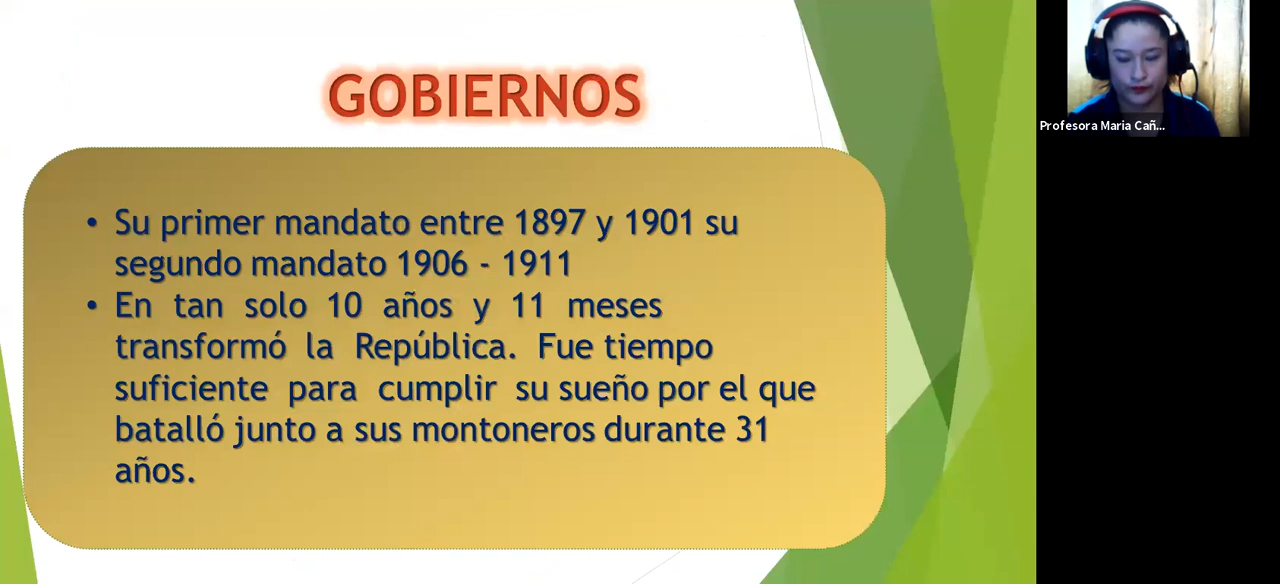 GOBIERNOS
• Su primer mandato entre 1897 y 1901 su
segundo mandato 1906 - 1911
• En tan solo 10 años y 11 meses
transformó la República. Fue tiempo
suficiente para cumplir su sueño por el que
batalló junto a sus montoneros durante 31
años.
Profesora Maria Cañ...